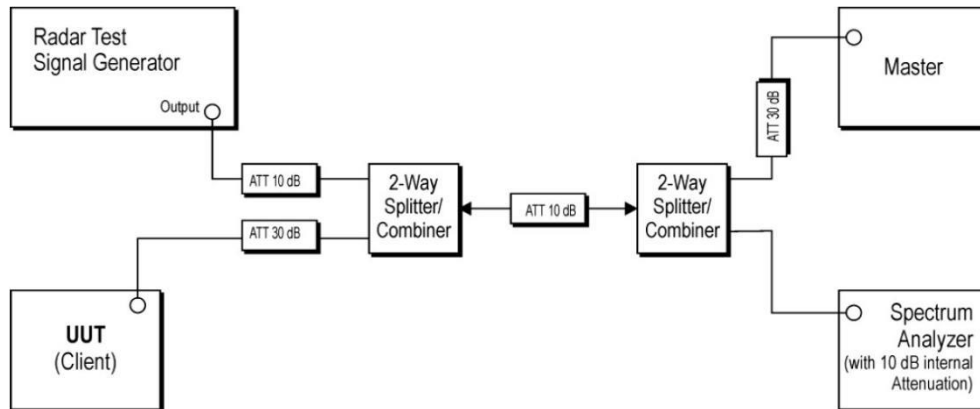 Radar Test
Signal Generator
Output
ATT 10 dB
2-Way
Splitter/
Combiner
ATT 30 dB
UUT
(Client)
ATT 10 dB
2-Way
Splitter/
Combiner
ATT 30 dB
Master
Spectrum
Analyzer
(with 10 dB internal
Attenuation)